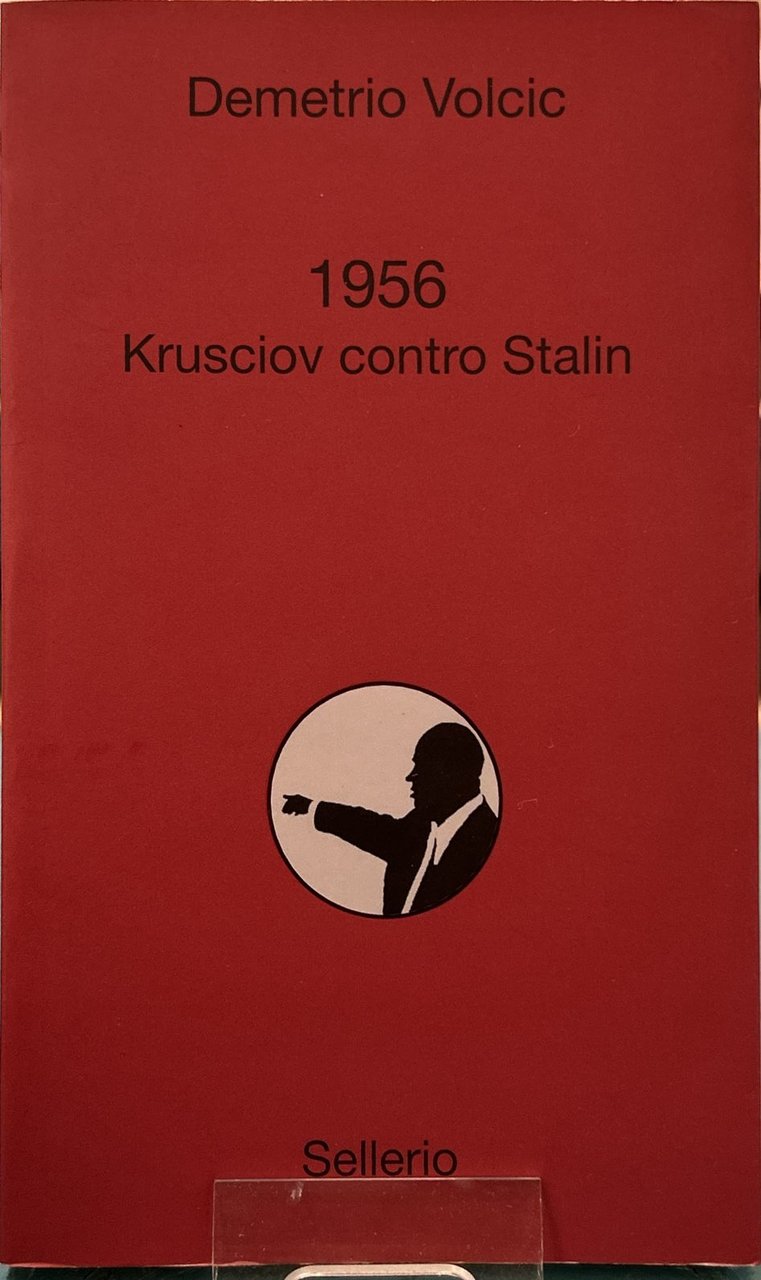 Demetrio Volcic
1956
Krusciov contro Stalin
Sellerio